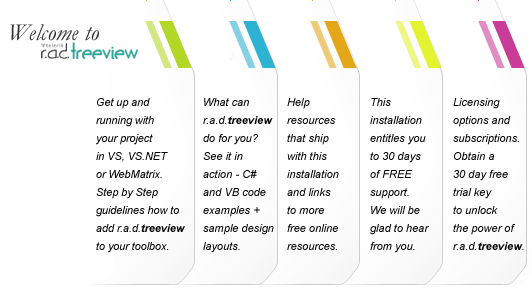 Welcome to
telerik
r.a.d.treeview
Get up and
running with
your project
in VS, VS.NET
or WebMatrix.
Step by Step
guidelines how to
add r.a.d.treeview
to your toolbox.
What can
r.a.d.treeview
do for you?
See it in
action - C#
and VB code
examples +
sample design
layouts.
Help
resources
that ship
with this
installation
and links
to more
free online
resources.
This
installation
entitles you
to 30 days
of FREE
support.
We will be
glad to hear
from you.
Licensing
options and
subscriptions.
Obtain a
30 day free
trial key
to unlock
the power of
r.a.d.treeview.